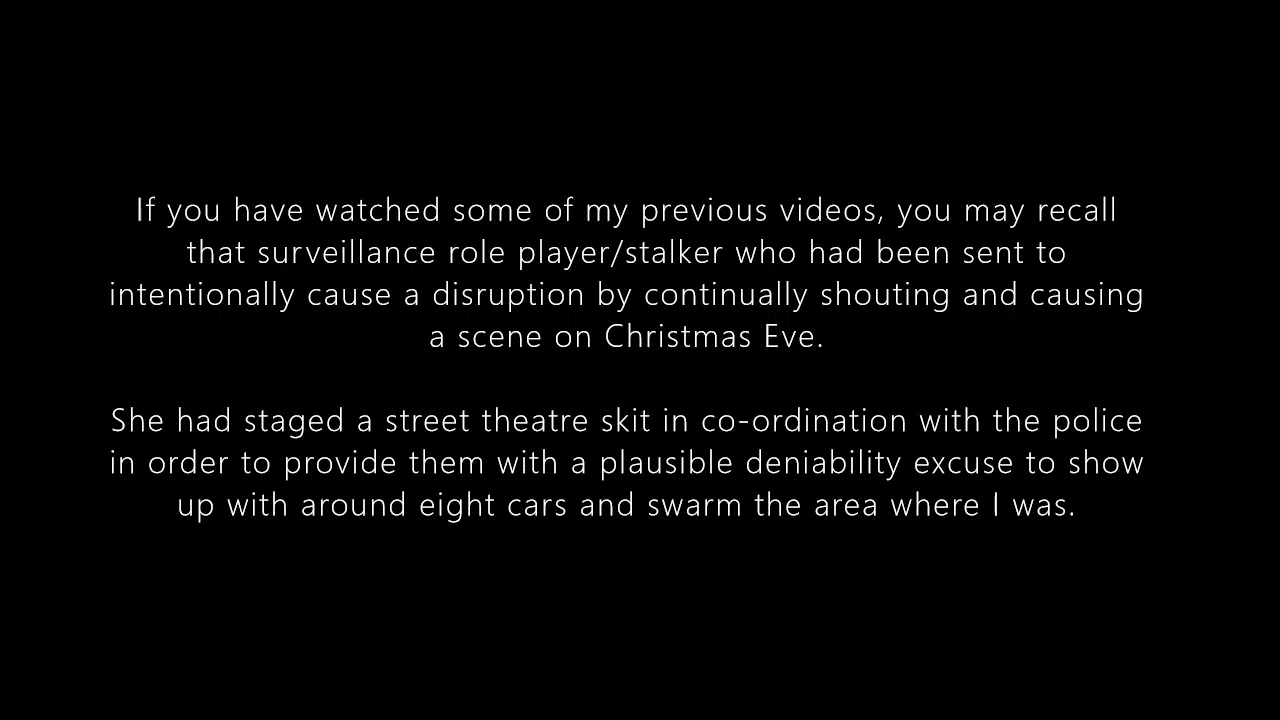 If you have watched some of my previous videos, you may recall
that surveillance role player/stalker who had been sent to
intentionally cause a disruption by continually shouting and causing
a scene on Christmas Eve.
She had staged a street theatre skit in co-ordination with the police
in order to provide them with a plausible deniability excuse to show
up with around eight cars and swarm the area where I was.